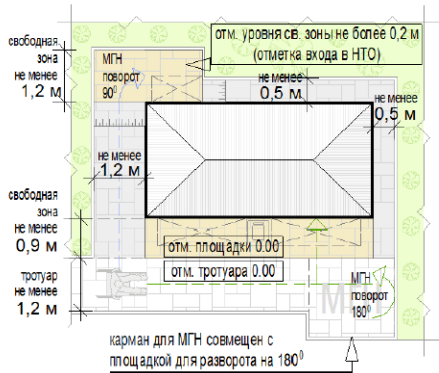 отм. уровня св. зоны не более 0,2 м
(отметка входа в НТО)
свободная
зона
не менее
1,2 м
МГН
поворот
90⁰
не менее
0,5 м
не менее
0,5 м
не менее
1,2 м
свободная
зона
не менее
0,9 м
отм. площадки 0.00
отм. тротуара 0.00
тротуар
не менее
1,2 м
МГН
МГН
поворот
180⁰
карман для МГН совмещен с
площадкой для разворота на 180⁰